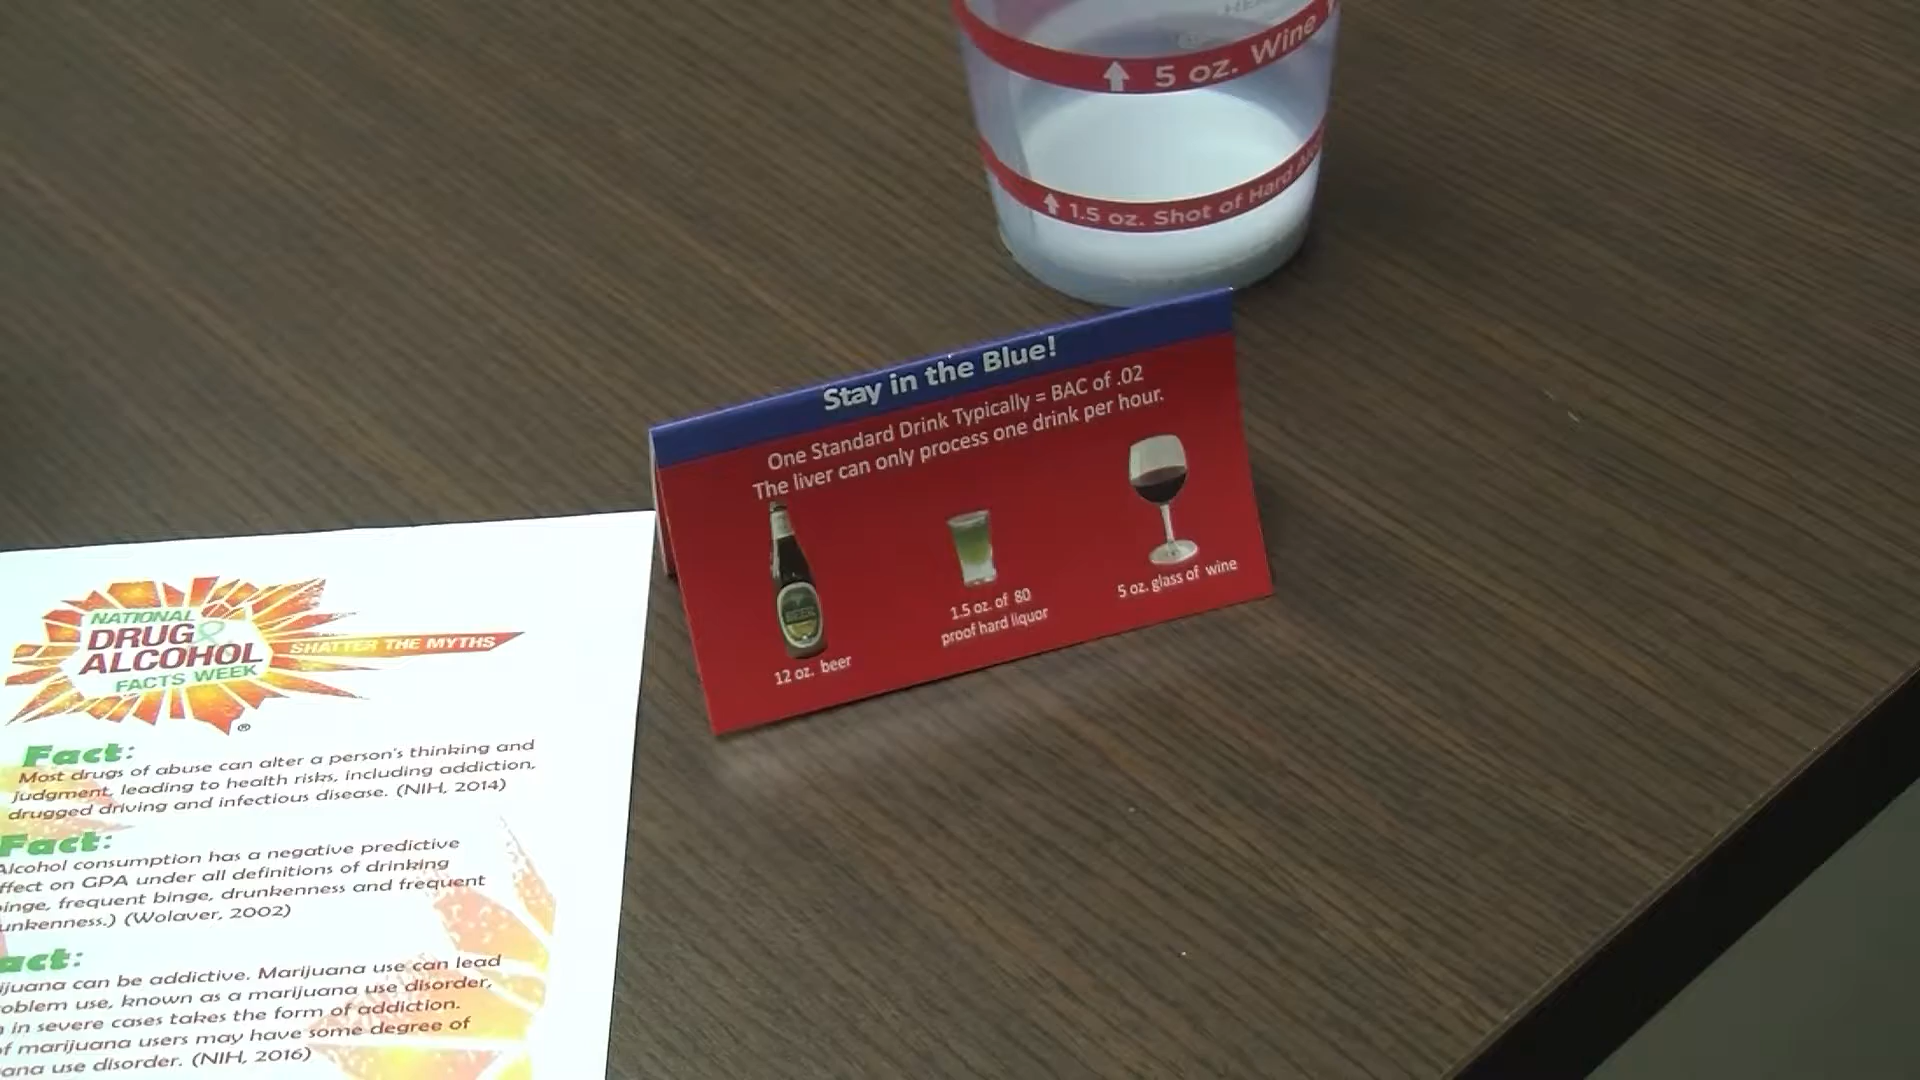 5 oz. Wine
1.5 oz. Shot of Hard
Stay in the Blue!
One Standard Drink Typically = BAC of .02
The liver can only process one drink per hour.
BEER
12 oz. beer
1.5 oz. of 80
proof hard liquor
5 oz. glass of wine
NATIONAL
DRUG &
ALCOHOL
FACTS WEEK
SHATTER THE MYTHS
®
Fact:
Most drugs of abuse can alter a person's thinking and
judgment, leading to health risks, including addiction,
drugged driving and infectious disease. (NIH, 2014)
Fact:
Alcohol consumption has a negative predictive
ffect on GPA under all definitions of drinking
inge, frequent binge, drunkenness and frequent
unkenness.) (Wolaver, 2002)
act:
ijuana can be addictive. Marijuana use can lead
oblem use, known as a marijuana use disorder,
in severe cases takes the form of addiction.
f marijuana users may have some degree of
ana use disorder. (NIH, 2016)